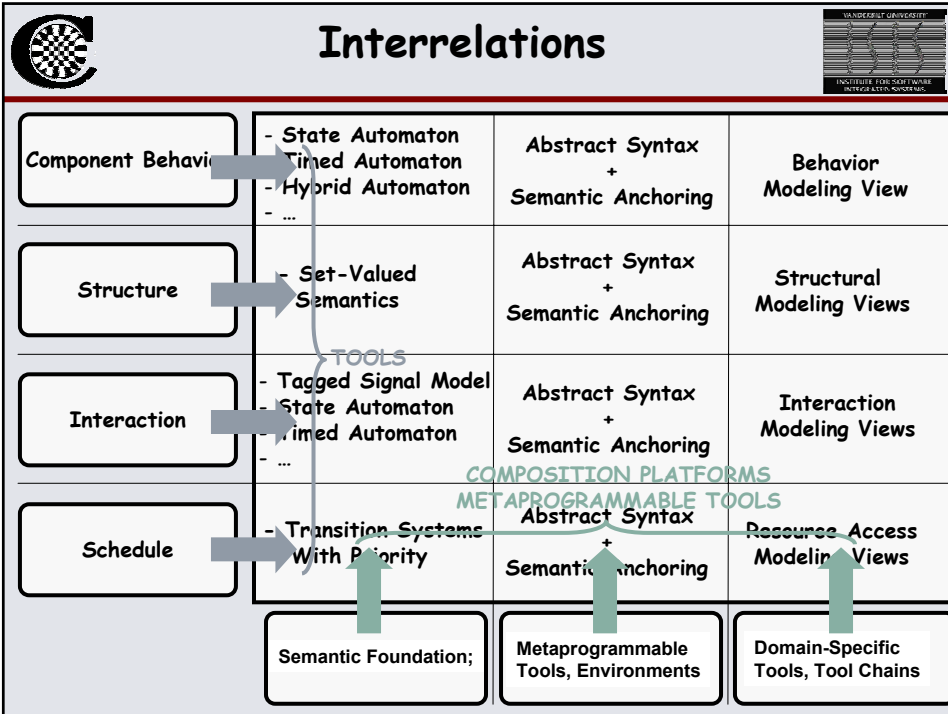 Interrelations
VANDERBILT UNIVERSITY
INSTITUTE FOR SOFTWARE
INTEGRATED SYSTEMS
Component Behavi
- State Automaton
- Timed Automaton
- Hybrid Automaton
- ...
Abstract Syntax
+
Semantic Anchoring
Behavior
Modeling View
Structure
- Set-Valued
Semantics
Abstract Syntax
+
Semantic Anchoring
Structural
Modeling Views
TOOLS
Interaction
- Tagged Signal Model
- State Automaton
- Timed Automaton
- ...
Abstract Syntax
+
Semantic Anchoring
Interaction
Modeling Views
COMPOSITION PLATFORMS
METAPROGRAMMABLE TOOLS
Schedule
- Transition Systems
With Priority
Abstract Syntax
+
Semantic Anchoring
Resource Access
Modeling Views
Semantic Foundation;
Metaprogrammable
Tools, Environments
Domain-Specific
Tools, Tool Chains